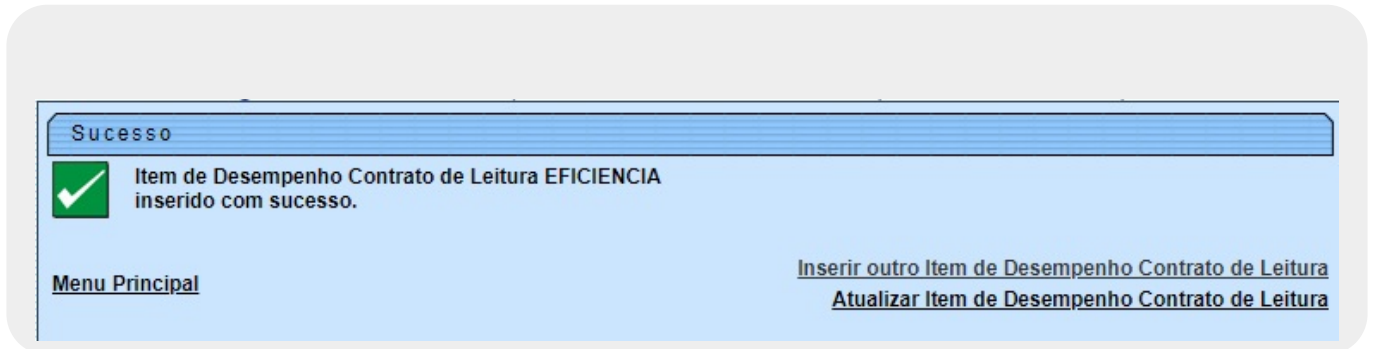 Sucesso
Item de Desempenho Contrato de Leitura EFICIENCIA
inserido com sucesso.
Menu Principal
Inserir outro Item de Desempenho Contrato de Leitura
Atualizar Item de Desempenho Contrato de Leitura